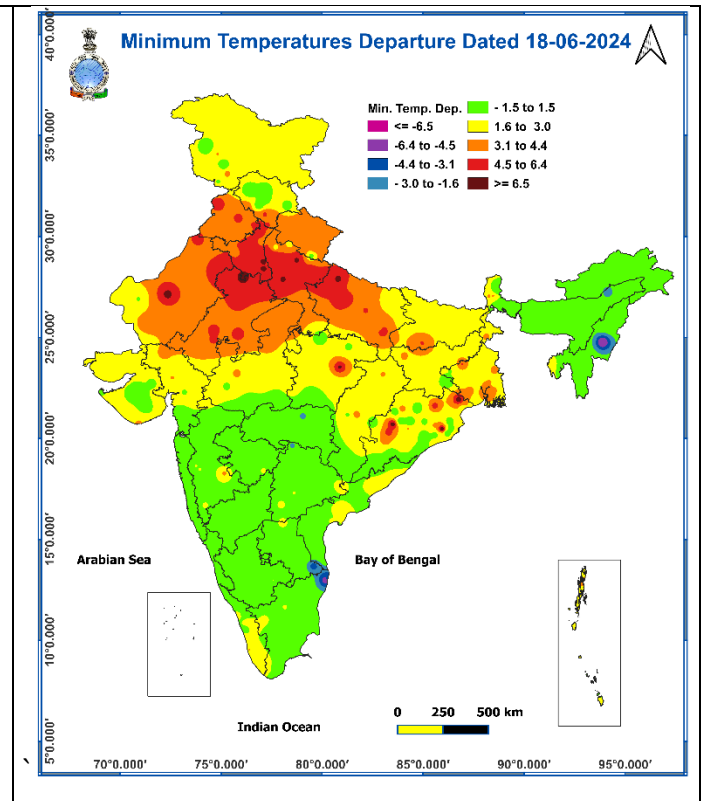 Minimum Temperatures Departure Dated 18-06-2024
Min. Temp. Dep.
<= -6.5
-6.4 to -4.5
-4.4 to -3.1
- 3.0 to -1.6
- 1.5 to 1.5
1.6 to 3.0
3.1 to 4.4
4.5 to 6.4
>= 6.5
40°0.000'
35°0.000'
30°0.000'
25°0.000'
20°0.000'
15°0.000'
10°0.000'
5°0.000'
Arabian Sea
Bay of Bengal
Indian Ocean
0 250 500 km
70°0.000' 75°0.000' 80°0.000' 85°0.000' 90°0.000' 95°0.000'